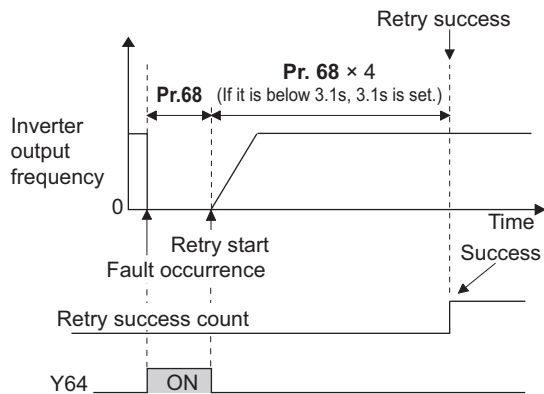 Retry success
Pr. 68 × 4
Pr.68
(If it is below 3.1s, 3.1s is set.)
Inverter
output
frequency
0
Time
Retry start
Success
Fault occurrence
Retry success count
Y64
ON